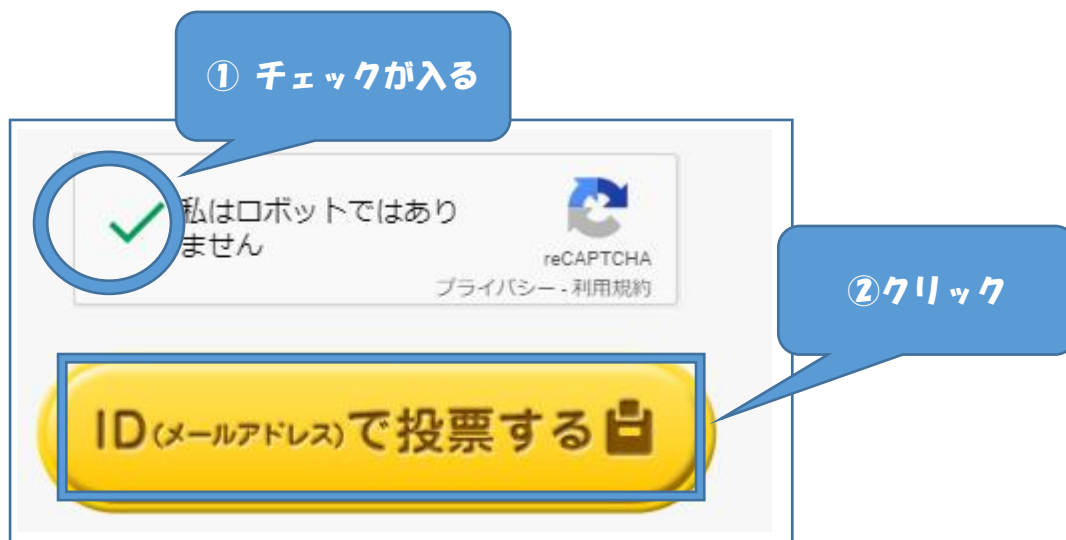 ① チェックが入る
私はロボットではあり
ません
reCAPTCHA
プライバシー - 利用規約
②クリック
ID(メールアドレス)で投票する